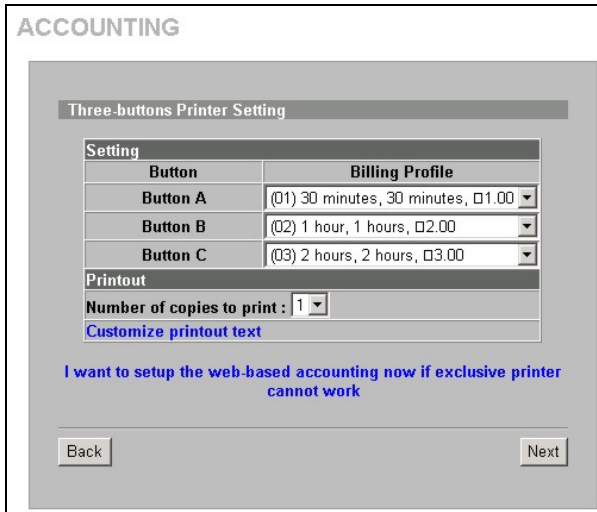 ACCOUNTING
Three-buttons Printer Setting
Setting
Button Billing Profile
Button A (01) 30 minutes, 30 minutes, □1.00
Button B (02) 1 hour, 1 hours, □2.00
Button C (03) 2 hours, 2 hours, □3.00
Printout
Number of copies to print : 1
Customize printout text
I want to setup the web-based accounting now if exclusive printer
cannot work
Back Next